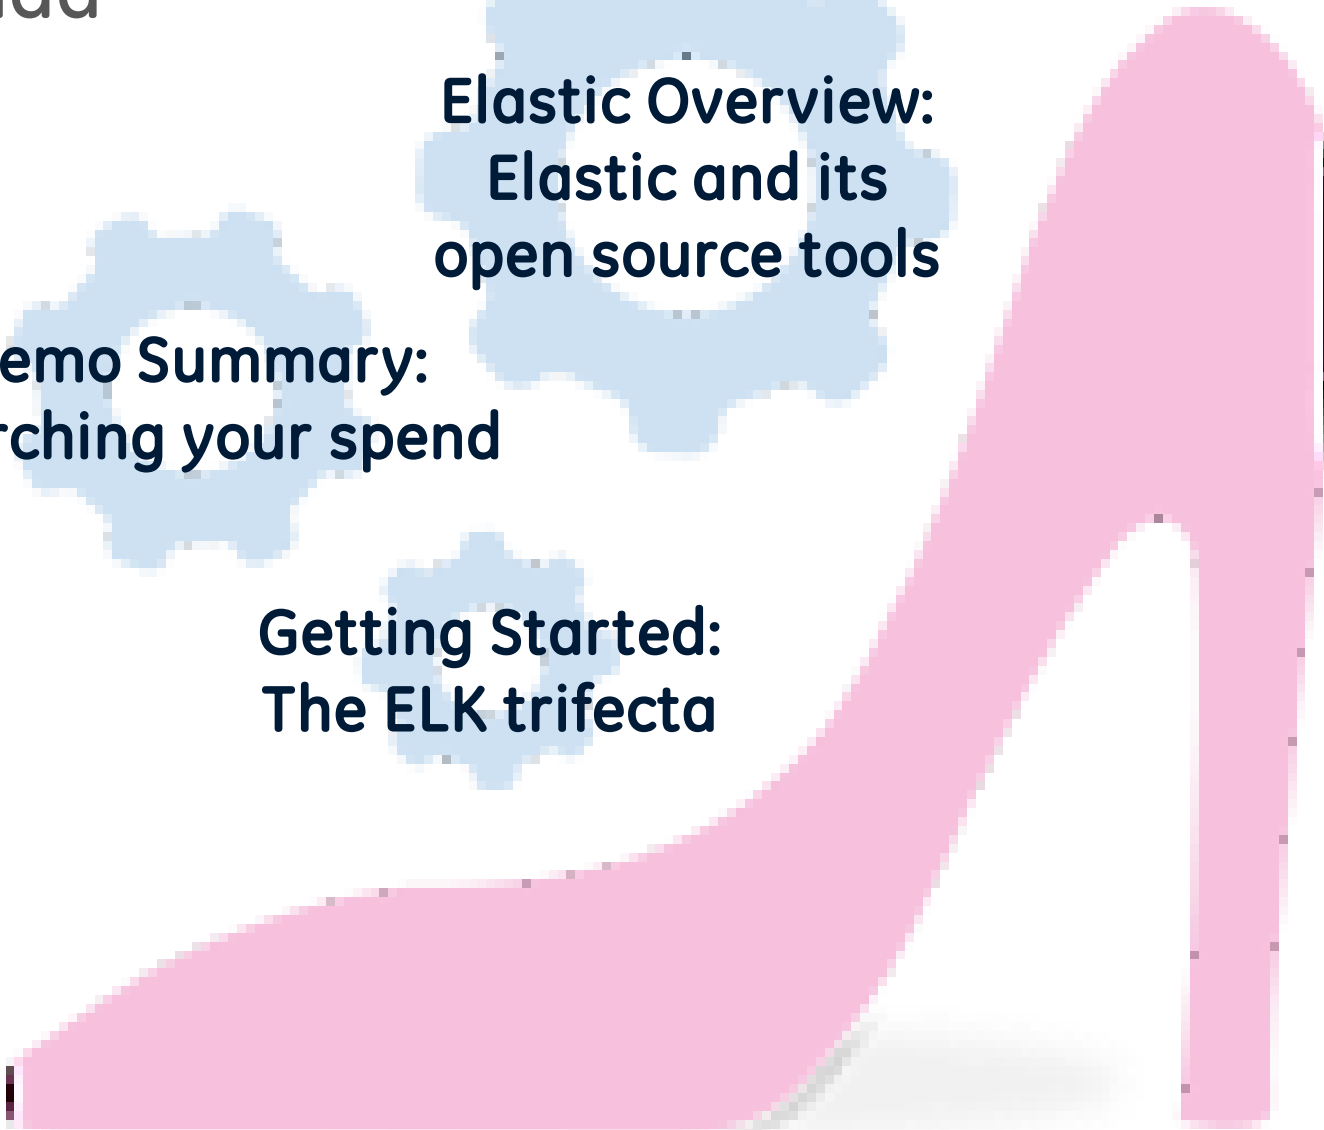 Elastic Overview:
Elastic and its
open source tools
emo Summary:
rching your spend
Getting Started:
The ELK trifecta